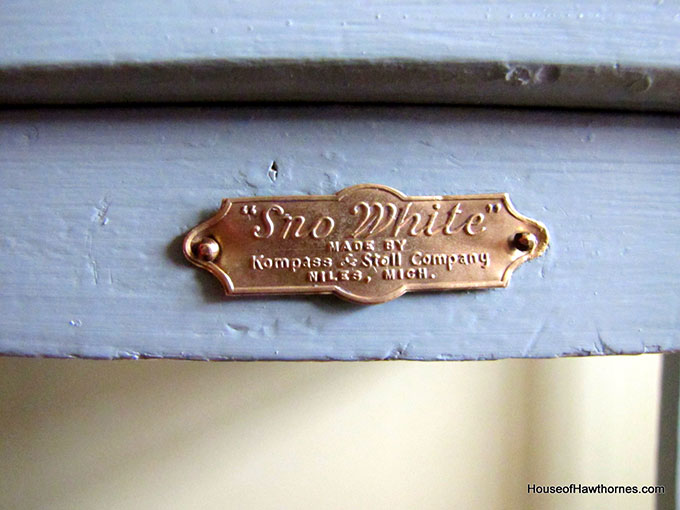 "Sno White"
MADE BY
Kompass & Stoll Company
NILES, MICH.
HouseofHawthornes.com